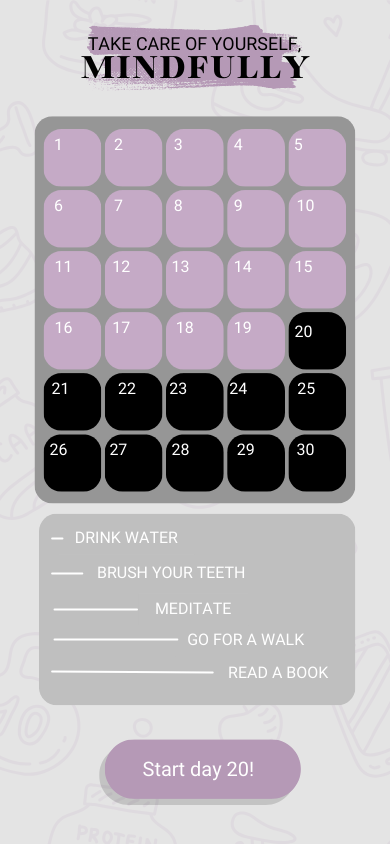 TAKE CARE OF YOURSELF,
MINDFULLY
1 2 3 4 5
6 7 8 9 10
11 12 13 14 15
16 17 18 19 20
21 22 23 24 25
26 27 28 29 30
DRINK WATER
BRUSH YOUR TEETH
MEDITATE
GO FOR A WALK
READ A BOOK
10
Start day 20!
PROTEIN